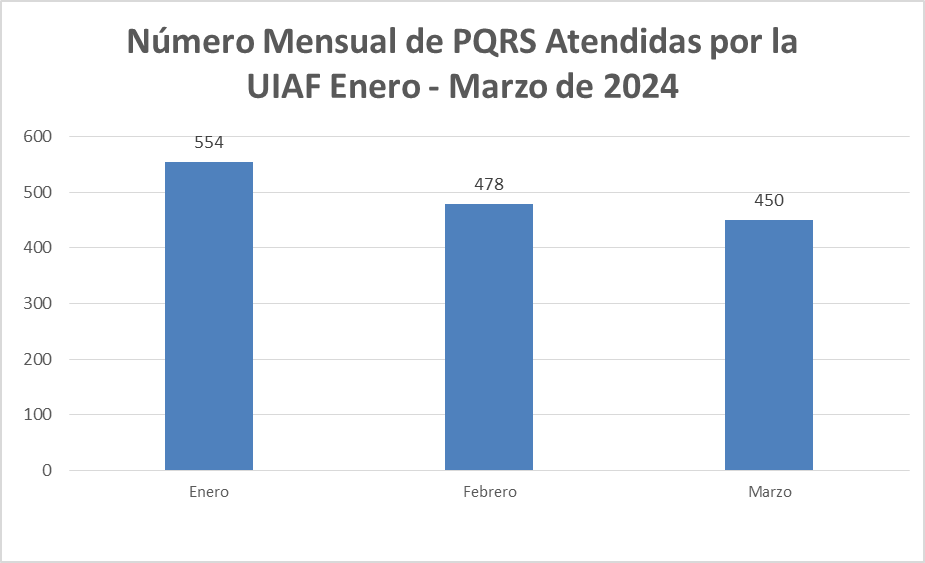 Número Mensual de PQRS Atendidas por la
UIAF Enero - Marzo de 2024
600
554
500
478
450
400
300
200
100
0
Enero
Febrero
Marzo